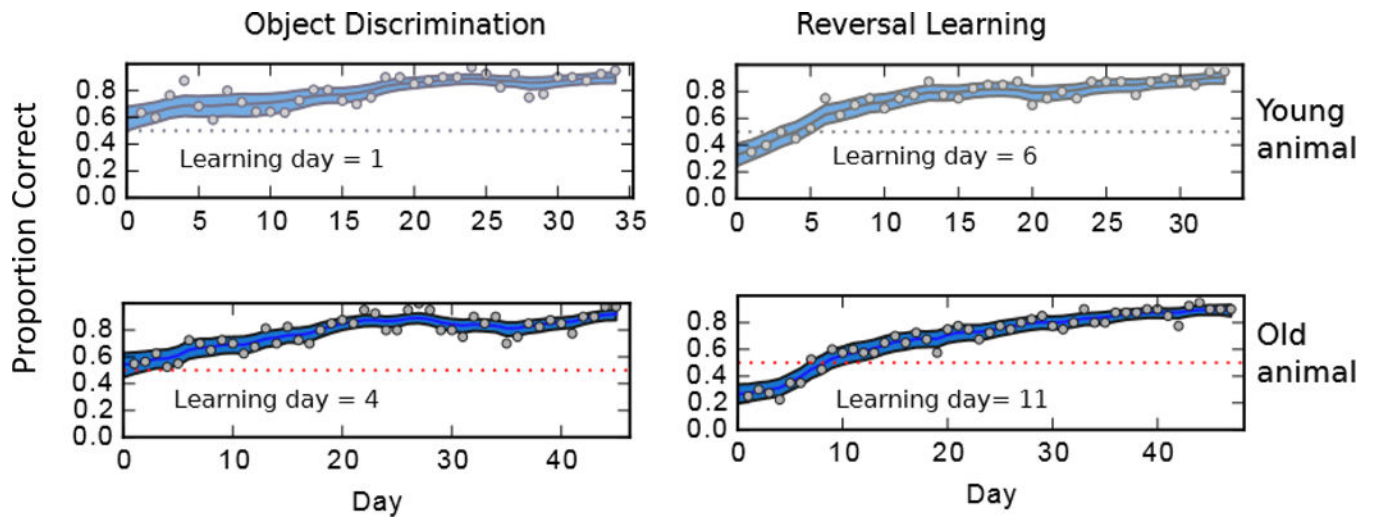 Object Discrimination
Reversal Learning
Proportion Correct
0.8
0.6
0.4
0.2
0.0
0 5 10 15 20 25 30 35
Learning day = 1
0.8
0.6
0.4
0.2
0.0
0 5 10 15 20 25 30
Learning day = 6
Young
animal
0.8
0.6
0.4
0.2
0.0
0 10 20 30 40
Learning day = 4
Day
0.8
0.6
0.4
0.2
0.0
0 10 20 30 40
Learning day= 11
Day
Old
animal